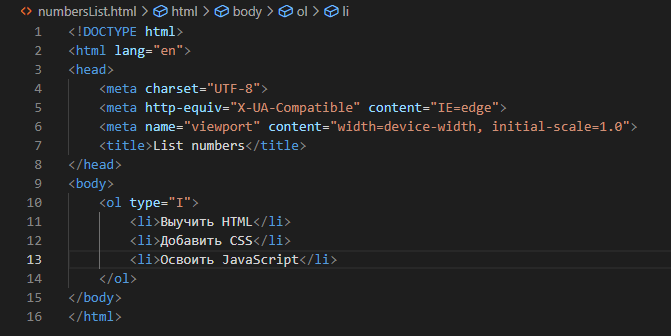 numbersList.html > html > body > ol > li
1 <!DOCTYPE html>
2 <html lang="en">
3 <head>
4     <meta charset="UTF-8">
5     <meta http-equiv="X-UA-Compatible" content="IE=edge">
6     <meta name="viewport" content="width=device-width, initial-scale=1.0">
7     <title>List numbers</title>
8 </head>
9 <body>
10     <ol type="I">
11         <li>Выучить HTML</li>
12         <li>Добавить CSS</li>
13         <li>Освоить JavaScript</li>
14     </ol>
15 </body>
16 </html>